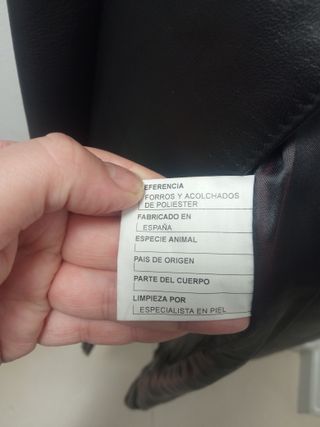 EFERENCIA
FORROS Y ACOLCHADOS
DE POLIESTER
FABRICADO EN
ESPAÑA
ESPECIE ANIMAL
PAIS DE ORIGEN
PARTE DEL CUERPO
LIMPIEZA POR
ESPECIALISTA EN PIEL